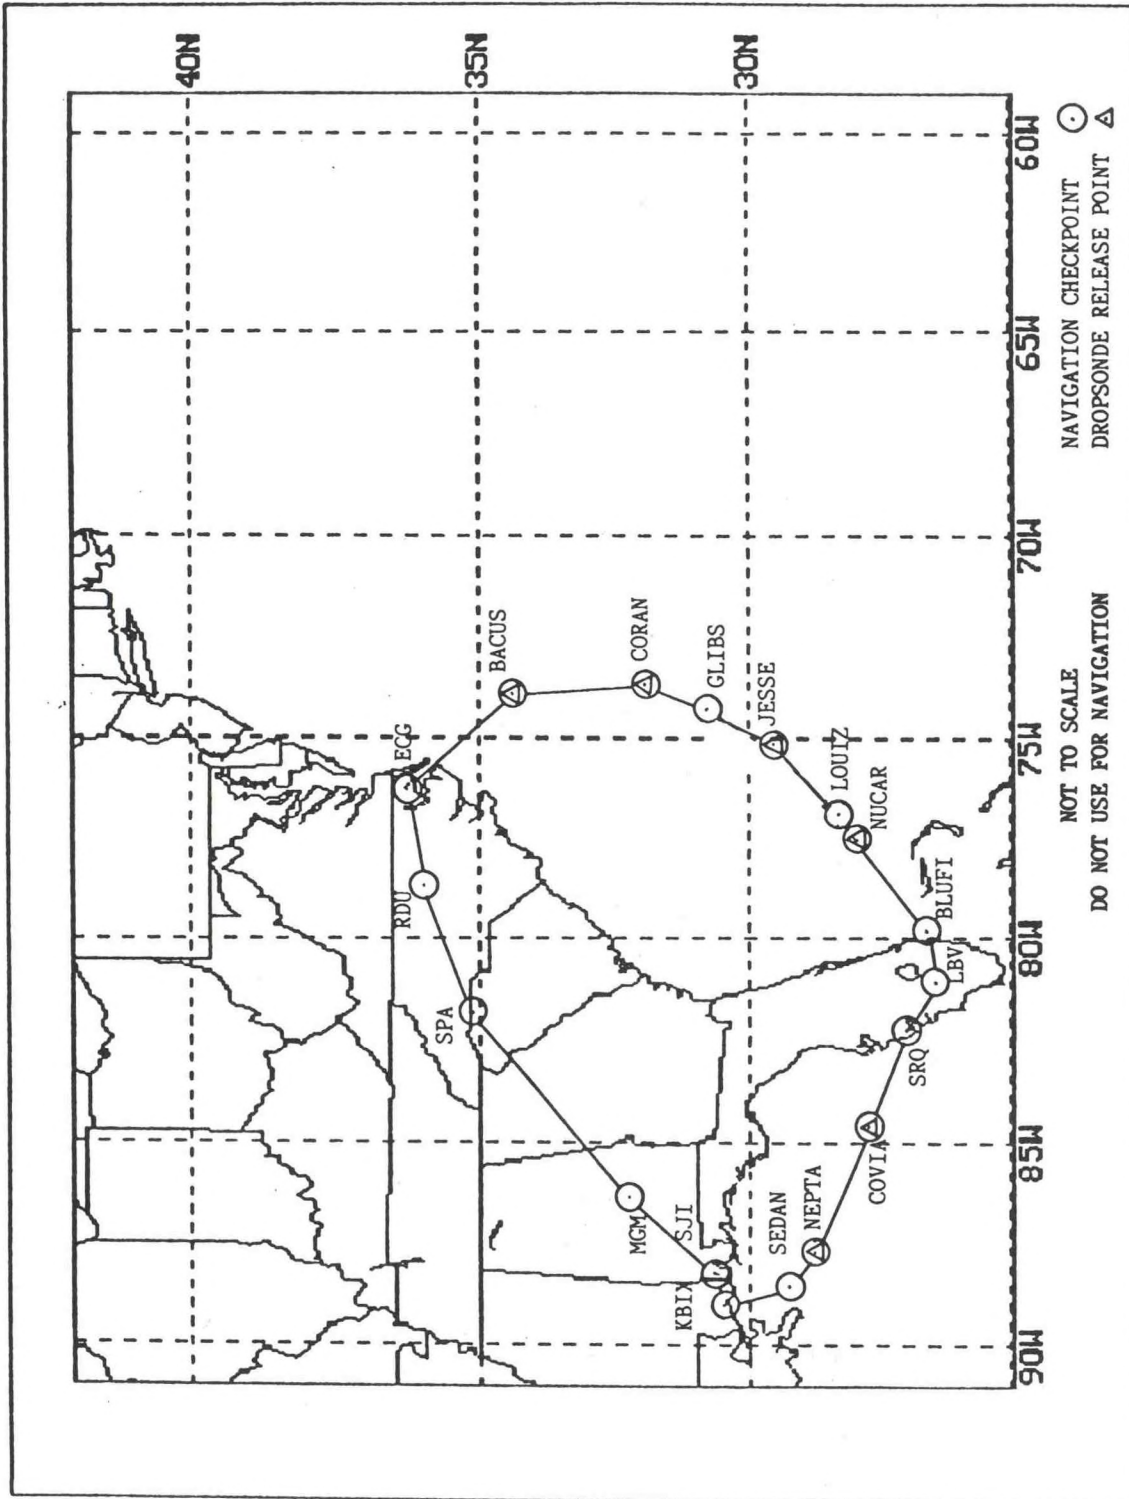 40N
35N
30N
60W
65W
70W
75W
80W
85W
90W
BACUS
CORAN
GLIBS
ECG
JESSE
LOUIZ
NUCAR
RDU
BLUFI
SPA
LBV
SRQ
COVIA
NEPTA
SEDAN
MGM
SJI
KBIX
NOT TO SCALE
DO NOT USE FOR NAVIGATION
NAVIGATION CHECKPOINT
DROPSONDE RELEASE POINT